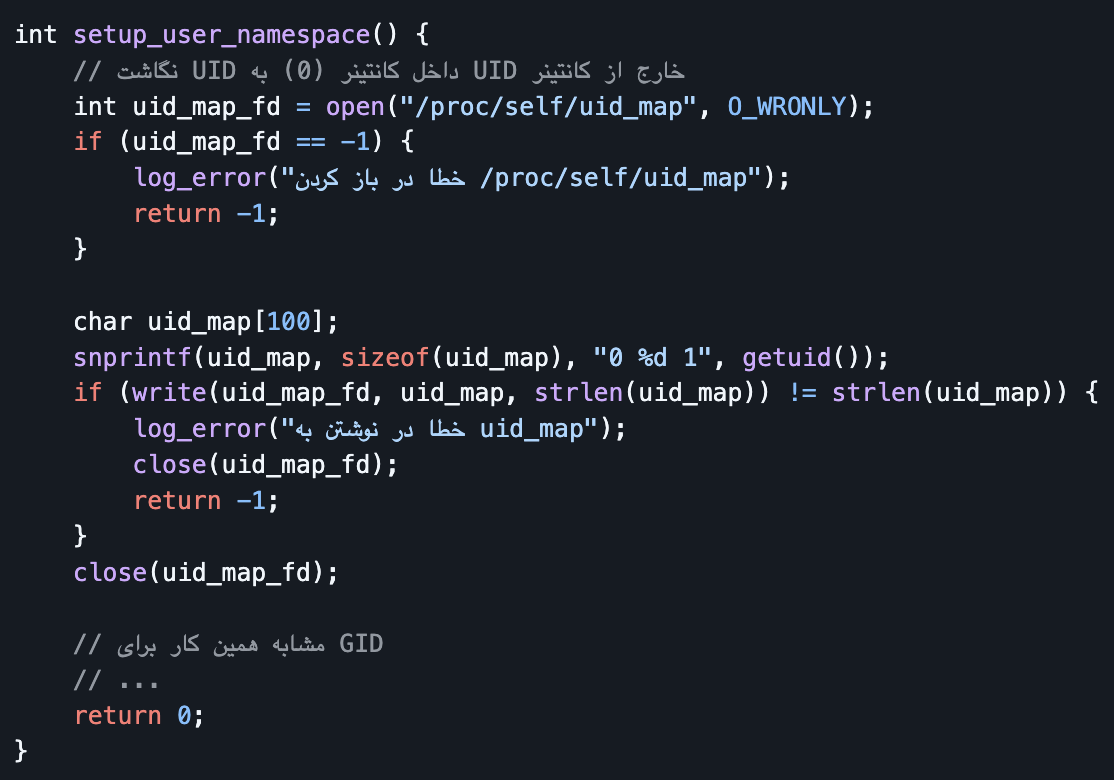 int setup_user_namespace() {
// نگاشت UID داخل کانتینر (0) به UID خارج از کانتینر
int uid_map_fd = open("/proc/self/uid_map", O_WRONLY);
if (uid_map_fd == -1) {
log_error("خطا در باز کردن /proc/self/uid_map");
return -1;
}
char uid_map[100];
snprintf(uid_map, sizeof(uid_map), "0 %d 1", getuid());
if (write(uid_map_fd, uid_map, strlen(uid_map)) != strlen(uid_map)) {
log_error("خطا در نوشتن به uid_map");
close(uid_map_fd);
return -1;
}
close(uid_map_fd);
// مشابه همین کار برای GID
// ...
return 0;
}